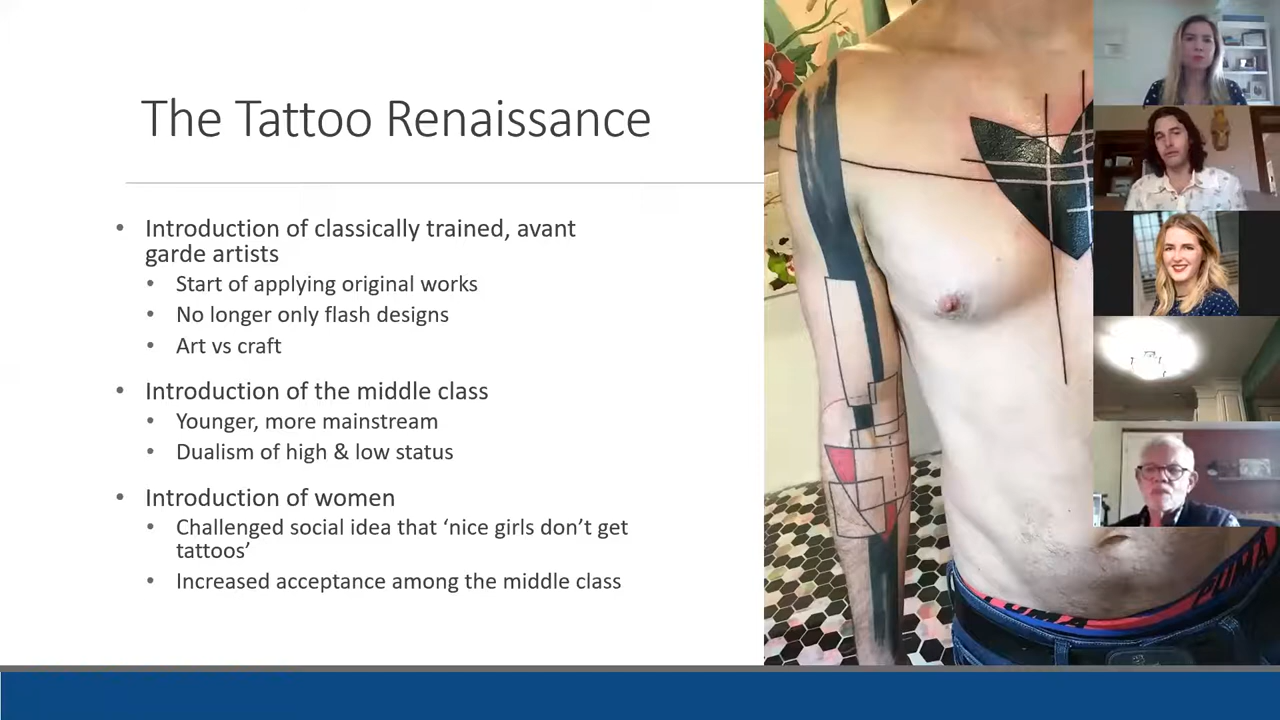 The Tattoo Renaissance
• Introduction of classically trained, avant
garde artists
• Start of applying original works
• No longer only flash designs
• Art vs craft
• Introduction of the middle class
• Younger, more mainstream
• Dualism of high & low status
• Introduction of women
• Challenged social idea that ‘nice girls don’t get
tattoos’
• Increased acceptance among the middle class
PUMA
PUMA